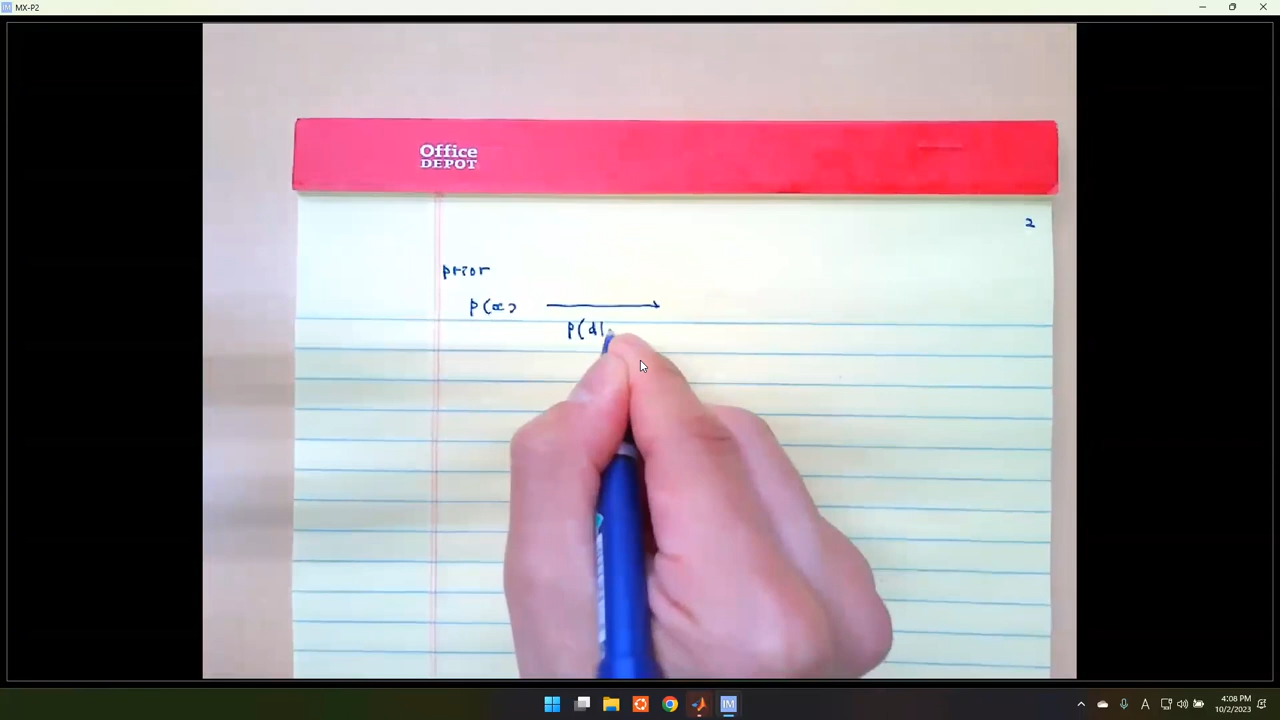 MX-P2
Office
DEPOT
2
prior
p(x)
p(d|
A
4:08 PM
10/2/2023